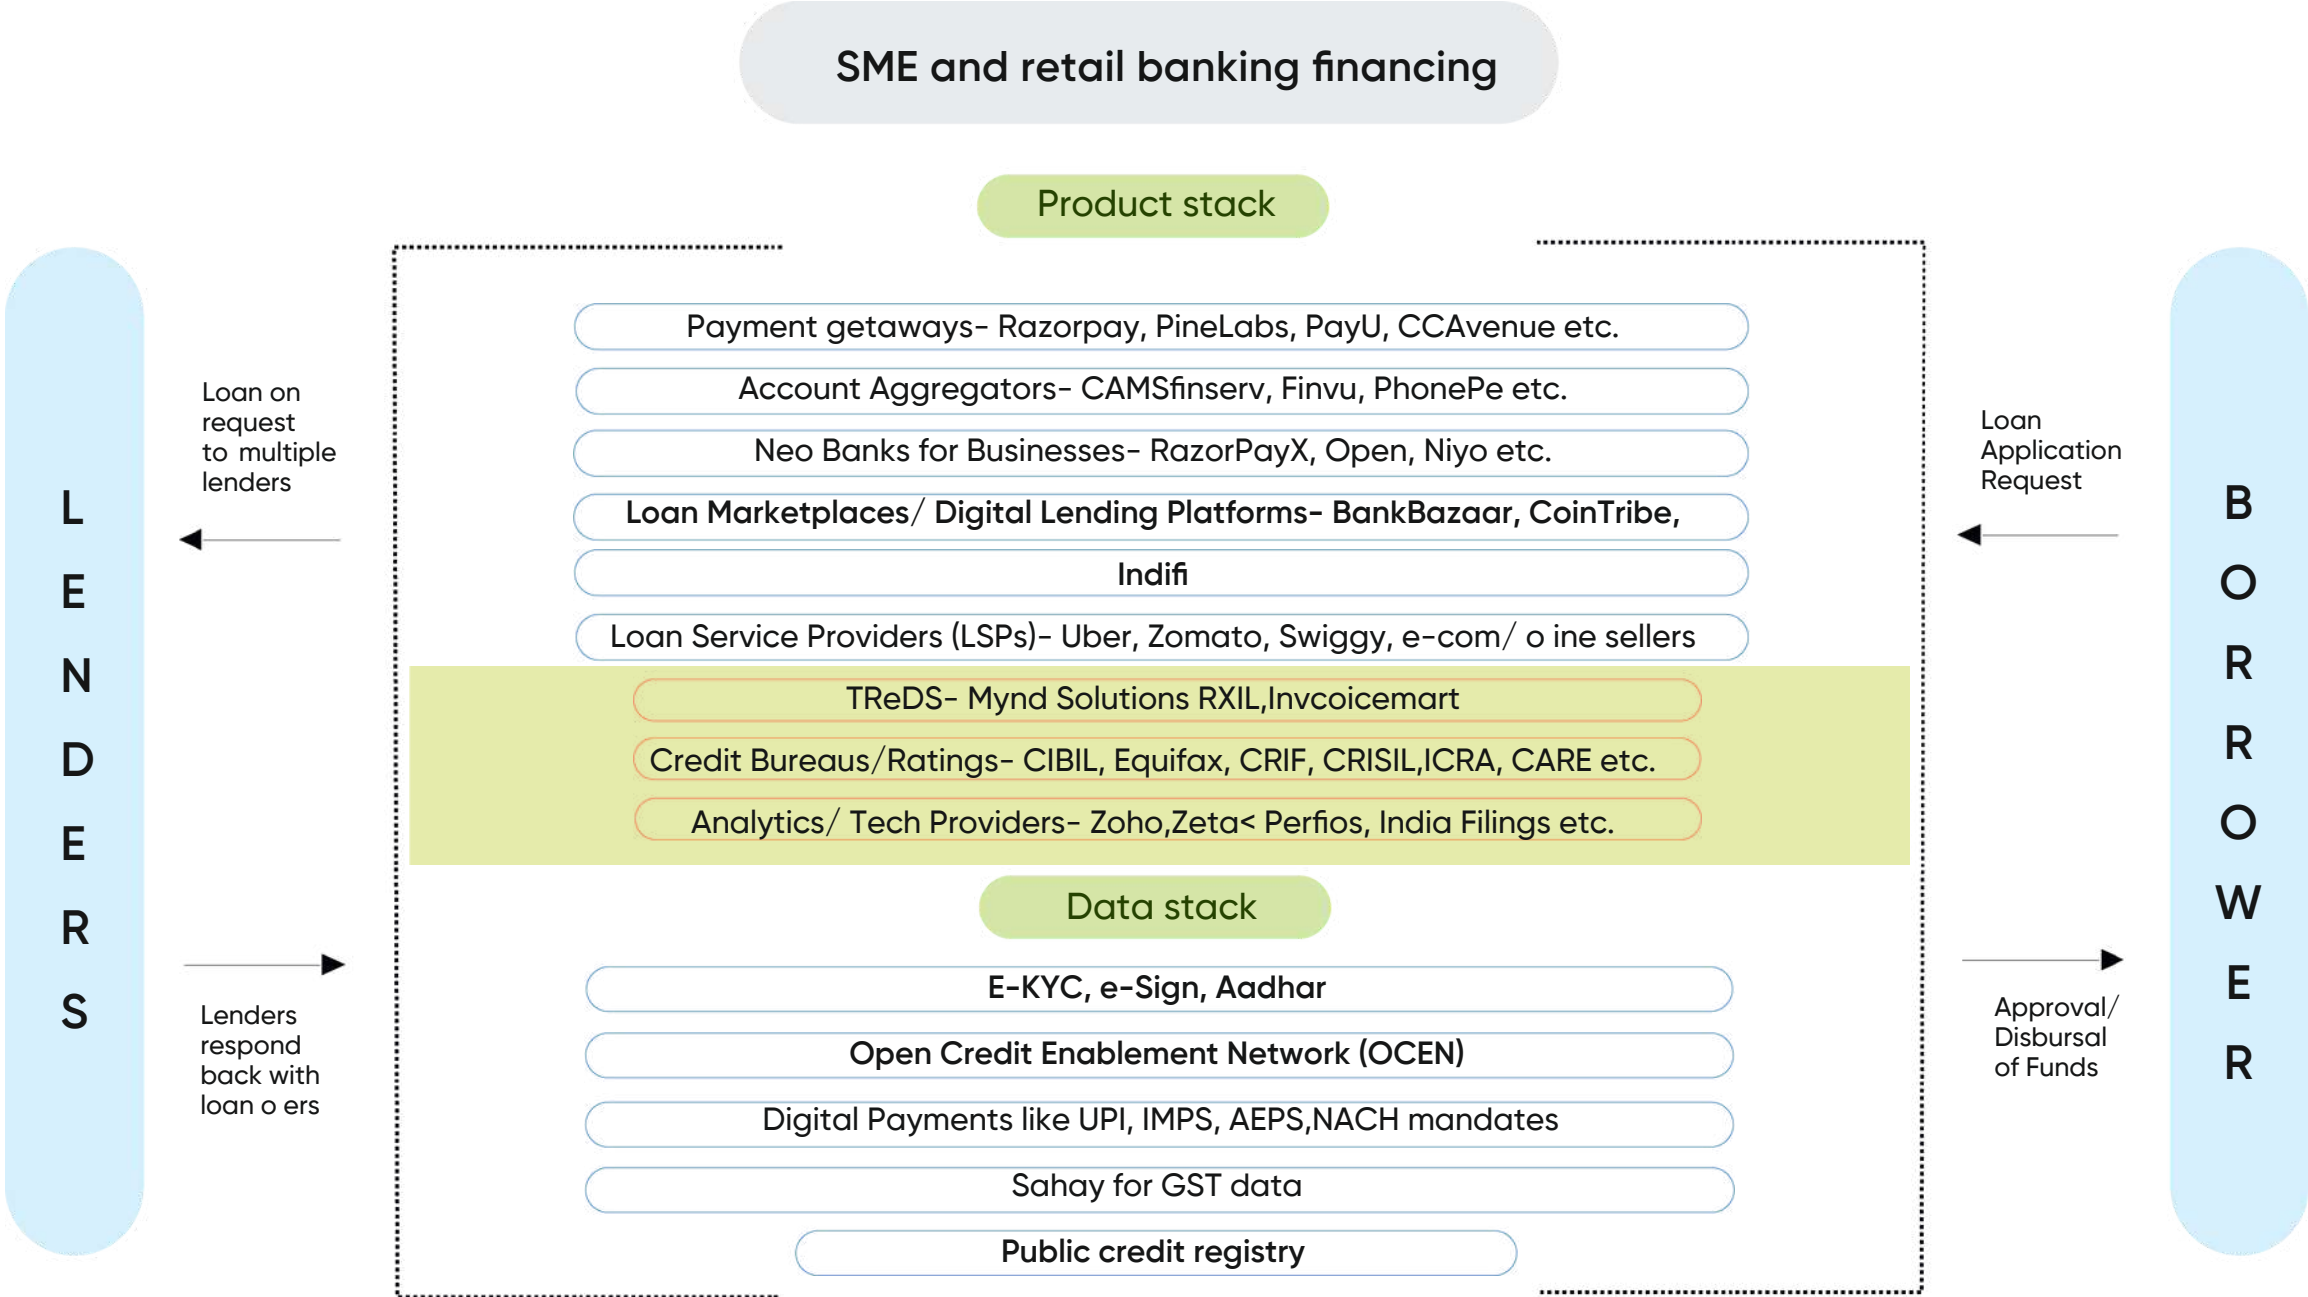 SME and retail banking financing
Product stack
Payment getaways- Razorpay, PineLabs, PayU, CCAvenue etc.
Account Aggregators- CAMSfinserv, Finvu, PhonePe etc.
Neo Banks for Businesses- RazorPayX, Open, Niyo etc.
Loan Marketplaces/ Digital Lending Platforms- BankBazaar, CoinTribe,
Indifi
Loan Service Providers (LSPs)- Uber, Zomato, Swiggy, e-com/ o ine sellers
TReDS- Mynd Solutions RXIL,Invcoicemart
Credit Bureaus/Ratings- CIBIL, Equifax, CRIF, CRISIL,ICRA, CARE etc.
Analytics/ Tech Providers- Zoho,Zeta< Perfios, India Filings etc.
Data stack
E-KYC, e-Sign, Aadhar
Open Credit Enablement Network (OCEN)
Digital Payments like UPI, IMPS, AEPS,NACH mandates
Sahay for GST data
Public credit registry
LENDERS
Loan on
request
to multiple
lenders
Lenders
respond
back with
loan o ers
Loan
Application
Request
Approval/
Disbursal
of Funds
BORROWER